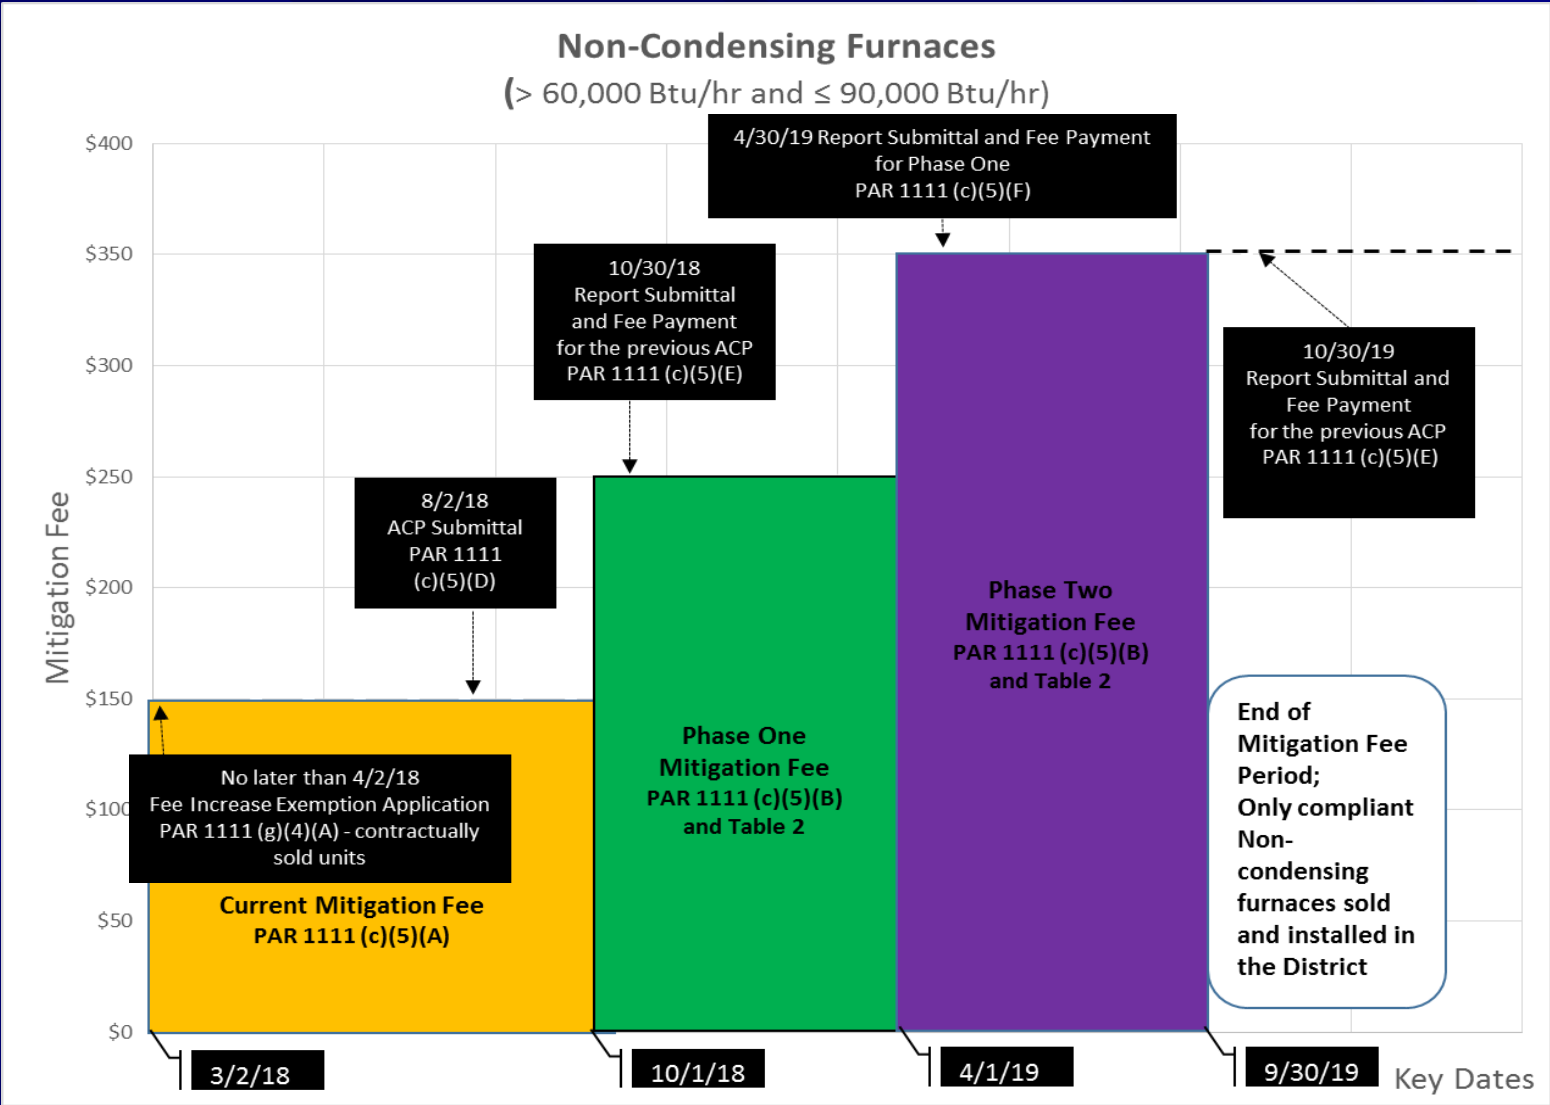 Non-Condensing Furnaces
(> 60,000 Btu/hr and ≤ 90,000 Btu/hr)
Mitigation Fee
$400
$350
$300
$250
$200
$150
$100
$50
$0
4/30/19 Report Submittal and Fee Payment
for Phase One
PAR 1111 (c)(5)(F)
10/30/18
Report Submittal
and Fee Payment
for the previous ACP
PAR 1111 (c)(5)(E)
10/30/19
Report Submittal and
Fee Payment
for the previous ACP
PAR 1111 (c)(5)(E)
8/2/18
ACP Submittal
PAR 1111
(c)(5)(D)
No later than 4/2/18
Fee Increase Exemption Application
PAR 1111 (g)(4)(A) - contractually
sold units
Current Mitigation Fee
PAR 1111 (c)(5)(A)
Phase One
Mitigation Fee
PAR 1111 (c)(5)(B)
and Table 2
Phase Two
Mitigation Fee
PAR 1111 (c)(5)(B)
and Table 2
End of
Mitigation Fee
Period;
Only compliant
Non-
condensing
furnaces sold
and installed in
the District
3/2/18
10/1/18
4/1/19
9/30/19
Key Dates